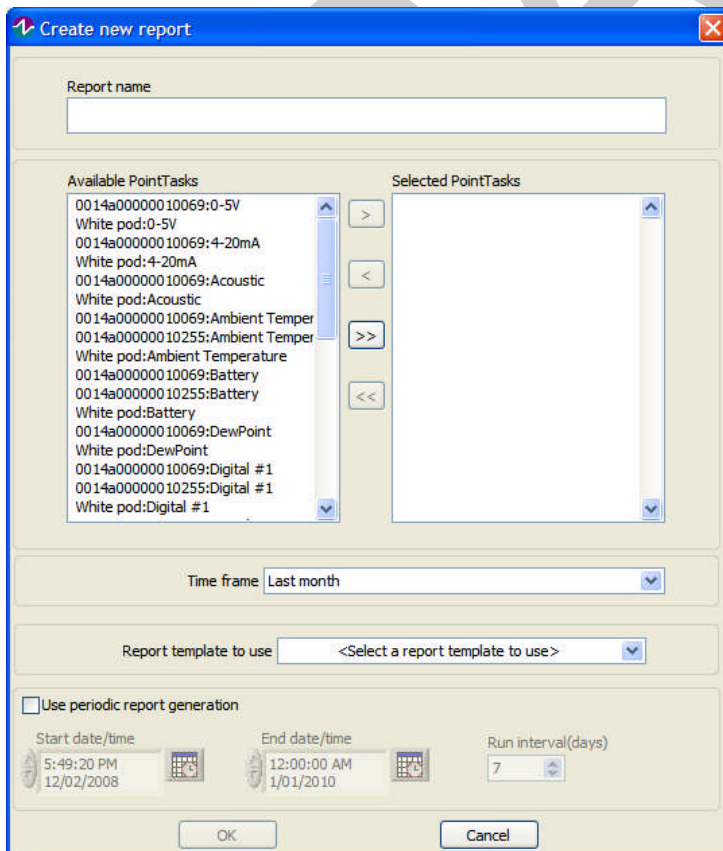 Create new report
Report name
Available PointTasks
Selected PointTasks
0014a00000010069:0-5V
White pod:0-5V
0014a00000010069:4-20mA
White pod:4-20mA
0014a00000010069:Acoustic
White pod:Acoustic
0014a00000010069:Ambient Temper
0014a00000010255:Ambient Temper
White pod:Ambient Temperature
0014a00000010069:Battery
0014a00000010255:Battery
White pod:Battery
0014a00000010069:DewPoint
White pod:DewPoint
0014a00000010069:Digital #1
0014a00000010255:Digital #1
White pod:Digital #1
>
<
>>
<<
Time frame Last month
Report template to use <Select a report template to use>
Use periodic report generation
Start date/time
5:49:20 PM
12/02/2008
End date/time
12:00:00 AM
1/01/2010
Run interval(days)
7
OK
Cancel